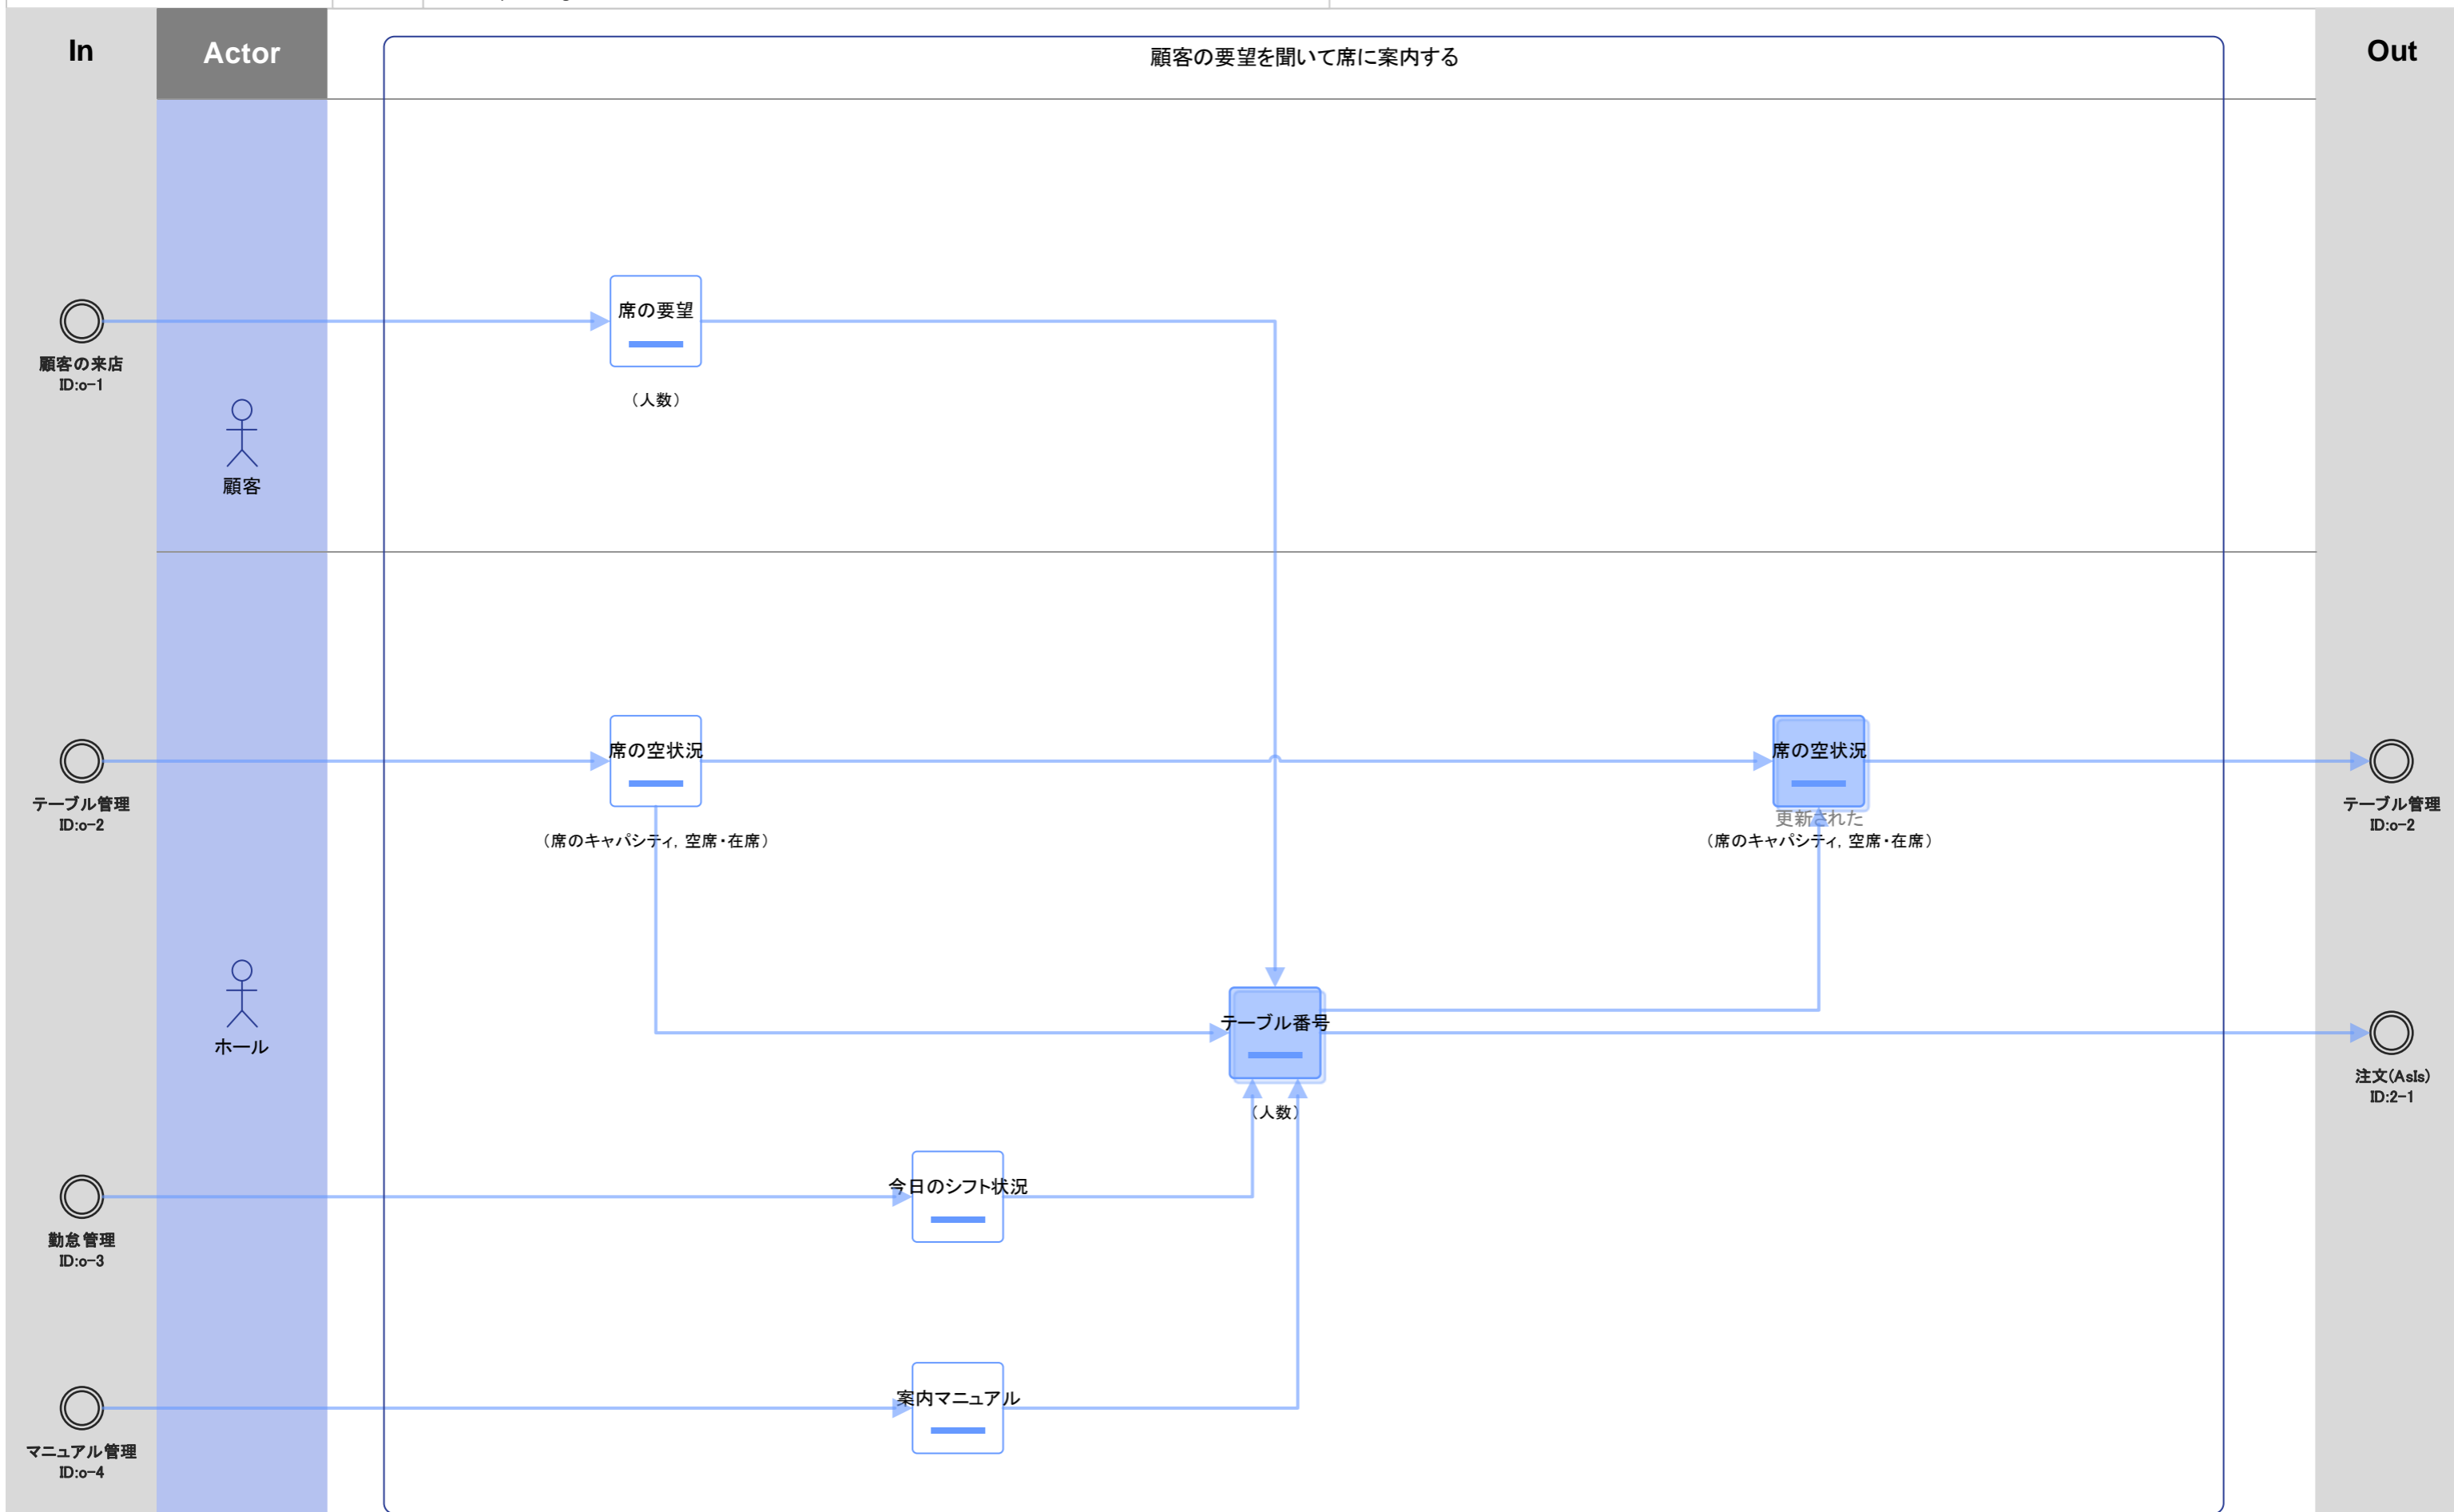 In
Actor
顧客の要望を聞いて席に案内する
Out
席の要望
(人数)
顧客の来店
ID:o-1
顧客
席の空状況
(席のキャパシティ, 空席・在席)
席の空状況
更新された
(席のキャパシティ, 空席・在席)
テーブル管理
ID:o-2
テーブル管理
ID:o-2
ホール
テーブル番号
(人数)
注文(AsIs)
ID:2-1
今日のシフト状況
勤怠管理
ID:o-3
案内マニュアル
マニュアル管理
ID:o-4